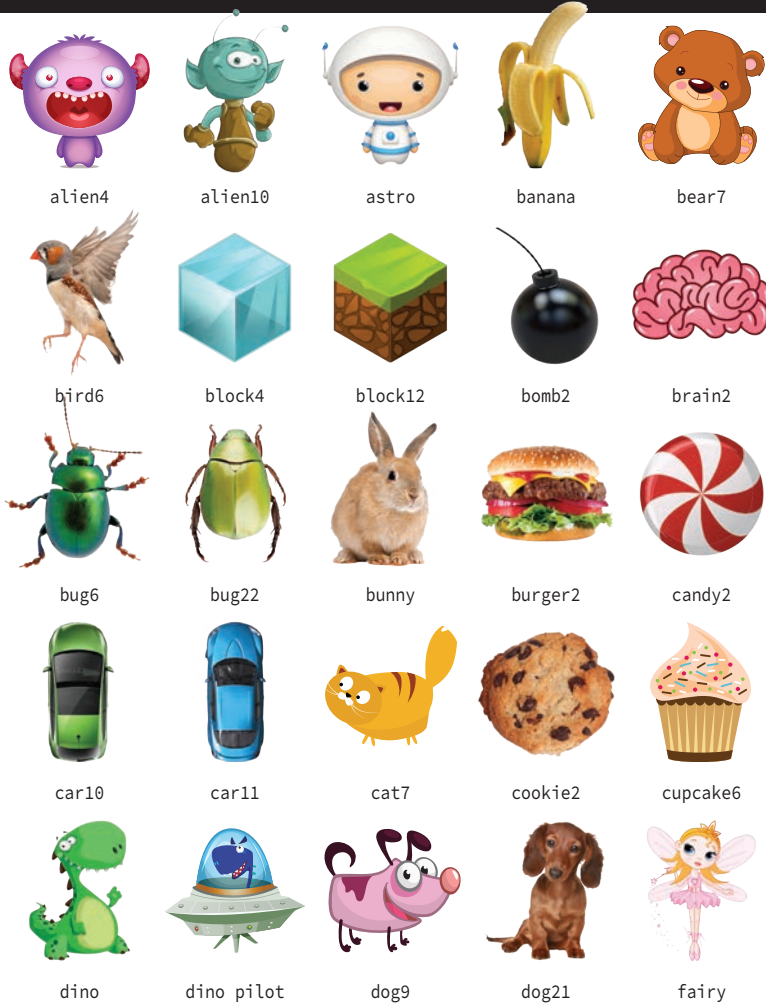 alien4 alien10 astro banana bear7
bird6 block4 block12 bomb2 brain2
bug6 bug22 bunny burger2 candy2
car10 car11 cat7 cookie2 cupcake6
dino dino pilot dog9 dog21 fairy